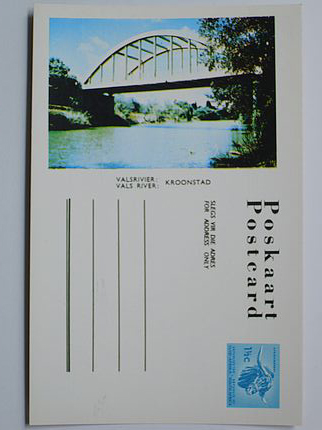 VALSRIVIER:
VALS RIVER: KROONSTAD
Poskaart
Postcard
SLEGS VIR DIE ADRES
FOR ADDRESS ONLY
1½c